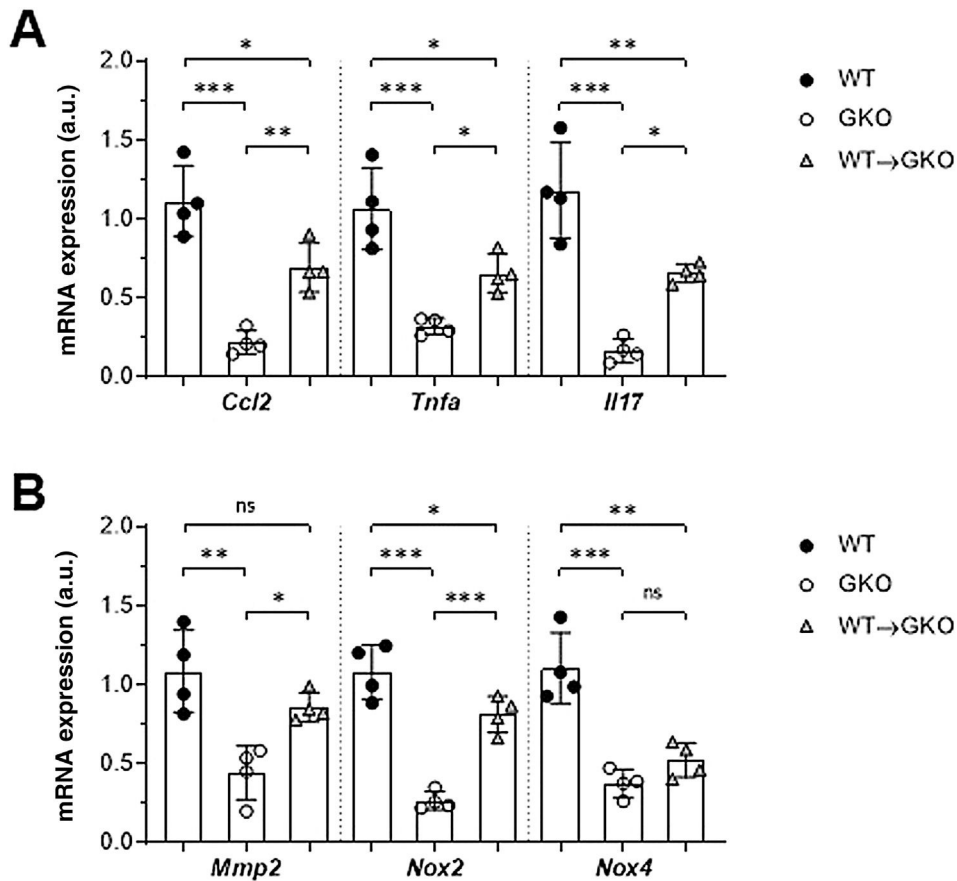 A
mRNA expression (a.u.)
2.0
1.5
1.0
0.5
0.0
* * **
*** *** ***
** * *
Ccl2 Tnfa Il17
WT
GKO
WT→GKO
B
mRNA expression (a.u.)
2.0
1.5
1.0
0.5
0.0
ns * **
** *** ***
* *** ns
Mmp2 Nox2 Nox4
WT
GKO
WT→GKO